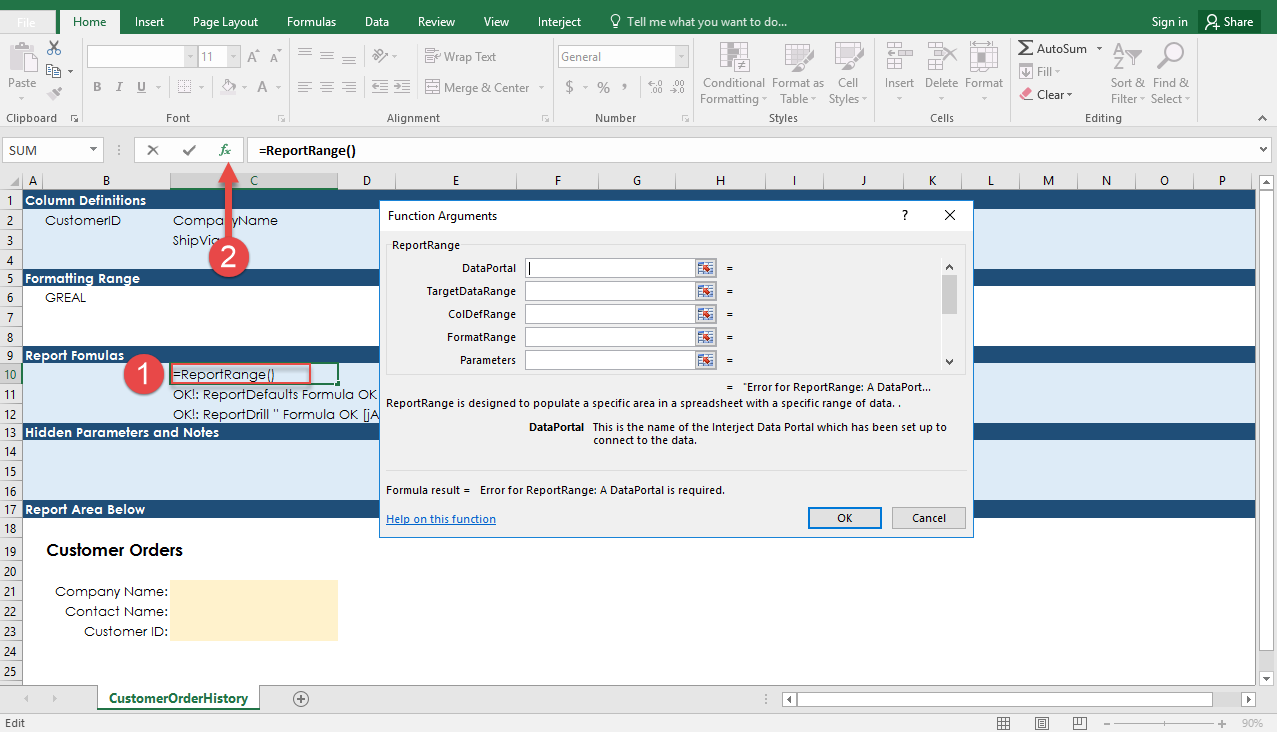 File Home Insert Page Layout Formulas Data Review View Interject Tell me what you want to do... Sign in Share
11 A A Wrap Text General AutoSum
Paste Conditional Format as Cell Insert Delete Format Fill Sort & Find &
B I U A Merge & Center $ % , .00 .0 Formatting Table Styles Clear Filter Select
Clipboard Font Alignment Number Styles Cells Editing
SUM fx =ReportRange()
A B C D E F G H I J K L M N O P
1 Column Definitions
2 CustomerID CompanyName
3 ShipVia
4
5 Formatting Range
6 GREAL
7
8
9 Report Fomulas
10 =ReportRange()
11 OK!: ReportDefaults Formula OK
12 OK!: ReportDrill '' Formula OK [jA
13 Hidden Parameters and Notes
14
15
16
17 Report Area Below
18
19 Customer Orders
20
21 Company Name:
22 Contact Name:
23 Customer ID:
24
25
1
2
Function Arguments ?
ReportRange
DataPortal =
TargetDataRange =
ColDefRange =
FormatRange =
Parameters =
= "Error for ReportRange: A DataPort...
ReportRange is designed to populate a specific area in a spreadsheet with a specific range of data. .
DataPortal This is the name of the Interject Data Portal which has been set up to
connect to the data.
Formula result = Error for ReportRange: A DataPortal is required.
Help on this function OK Cancel
CustomerOrderHistory
Edit 90%